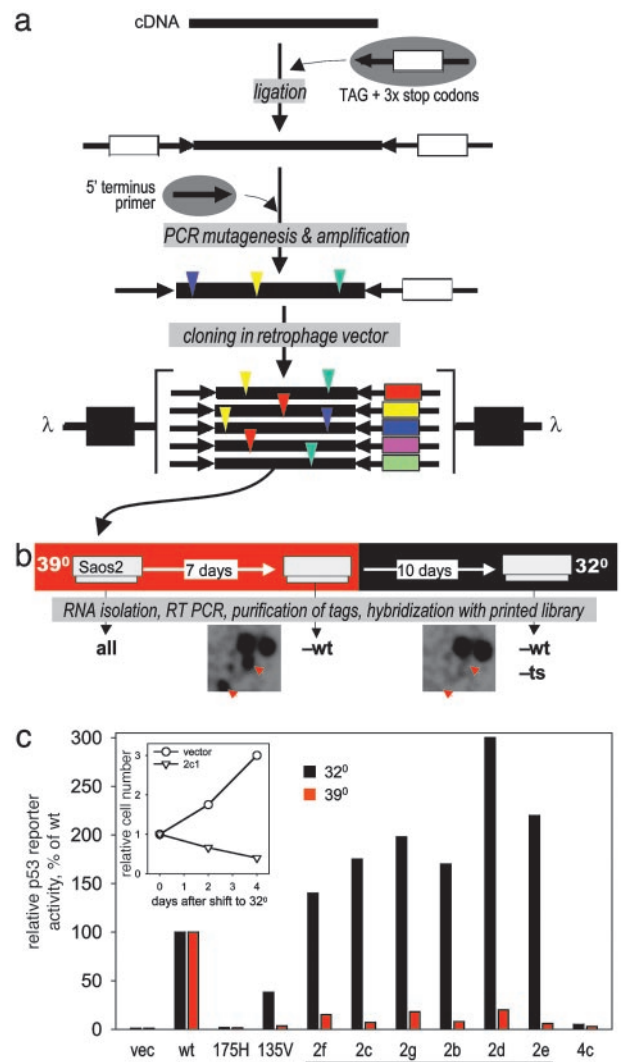 a
cDNA
ligation
TAG + 3x stop codons
5' terminus
primer
PCR mutagenesis & amplification
cloning in retrophage vector
λ λ
b
39⁰ Saos2 7 days 10 days 32⁰
RNA isolation, RT PCR, purification of tags, hybridization with printed library
all –wt –wt
–ts
c
relative p53 reporter
activity, % of wt
300
250
200
150
100
50
0
relative cell number
3
2
1
0
vector
2c1
0 2 4
days after shift to 32⁰
32⁰
39⁰
vec wt 175H 135V 2f 2c 2g 2b 2d 2e 4c